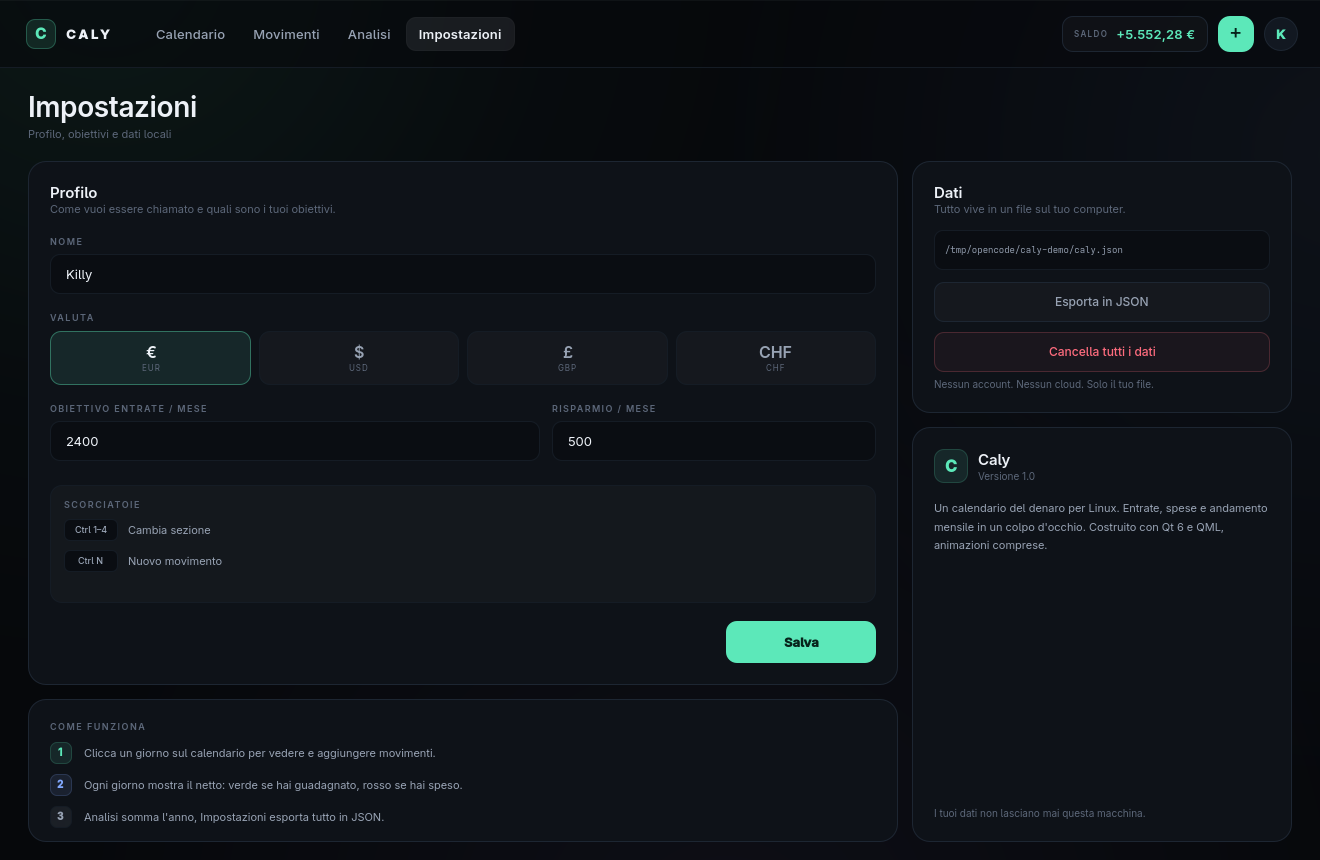 C CALY Calendario Movimenti Analisi Impostazioni SALDO +5.552,28 € + K
Impostazioni
Profilo, obiettivi e dati locali
Profilo
Come vuoi essere chiamato e quali sono i tuoi obiettivi.
NOME
Killy
VALUTA
€ $ £ CHF
EUR USD GBP CHF
OBIETTIVO ENTRATE / MESE RISPARMIO / MESE
2400 500
SCORCIATOIE
Ctrl 1–4 Cambia sezione
Ctrl N Nuovo movimento
Salva
COME FUNZIONA
1 Clicca un giorno sul calendario per vedere e aggiungere movimenti.
2 Ogni giorno mostra il netto: verde se hai guadagnato, rosso se hai speso.
3 Analisi somma l'anno, Impostazioni esporta tutto in JSON.
Dati
Tutto vive in un file sul tuo computer.
/tmp/opencode/caly-demo/caly.json
Esporta in JSON
Cancella tutti i dati
Nessun account. Nessun cloud. Solo il tuo file.
C Caly
Versione 1.0
Un calendario del denaro per Linux. Entrate, spese e andamento
mensile in un colpo d'occhio. Costruito con Qt 6 e QML,
animazioni comprese.
I tuoi dati non lasciano mai questa macchina.